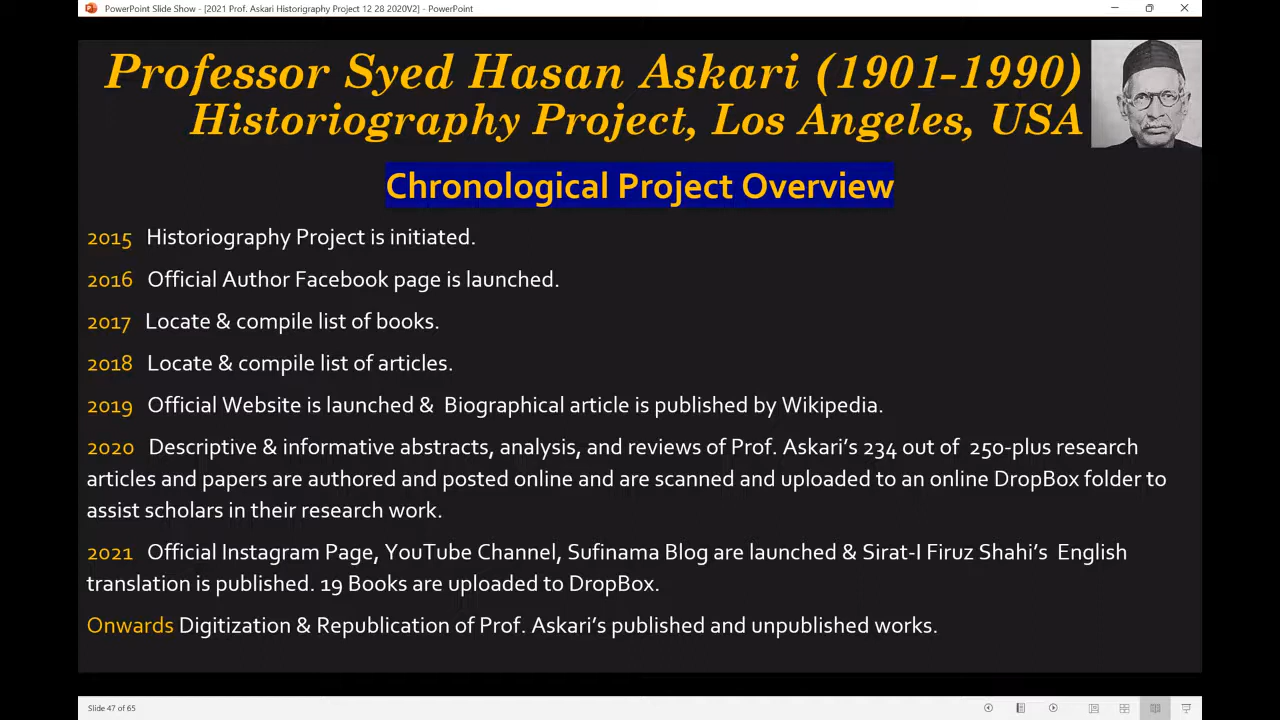 PowerPoint Slide Show - [2021 Prof. Askari Historigraphy Project 12 28 2020V2] - PowerPoint
Professor Syed Hasan Askari (1901-1990)
Historiography Project, Los Angeles, USA
Chronological Project Overview
2015 Historiography Project is initiated.
2016 Official Author Facebook page is launched.
2017 Locate & compile list of books.
2018 Locate & compile list of articles.
2019 Official Website is launched & Biographical article is published by Wikipedia.
2020 Descriptive & informative abstracts, analysis, and reviews of Prof. Askari's 234 out of 250-plus research
articles and papers are authored and posted online and are scanned and uploaded to an online DropBox folder to
assist scholars in their research work.
2021 Official Instagram Page, YouTube Channel, Sufinama Blog are launched & Sirat-I Firuz Shahi's English
translation is published. 19 Books are uploaded to DropBox.
Onwards Digitization & Republication of Prof. Askari's published and unpublished works.
Slide 47 of 65